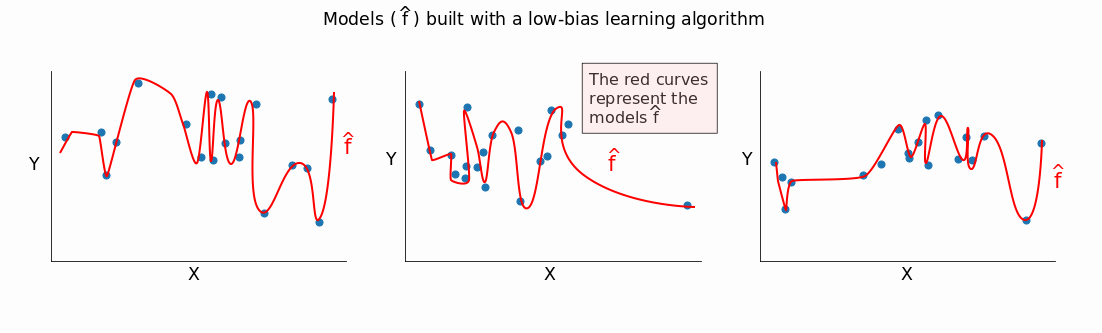 Models ( f̂ ) built with a low-bias learning algorithm
Y
X
f̂
Y
X
The red curves
represent the
models f̂
f̂
Y
X
f̂